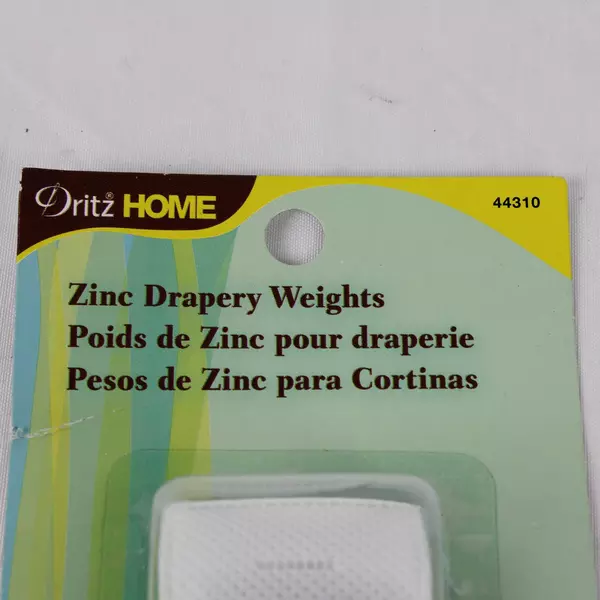 Dritz® HOME
44310
Zinc Drapery Weights
Poids de Zinc pour draperie
Pesos de Zinc para Cortinas